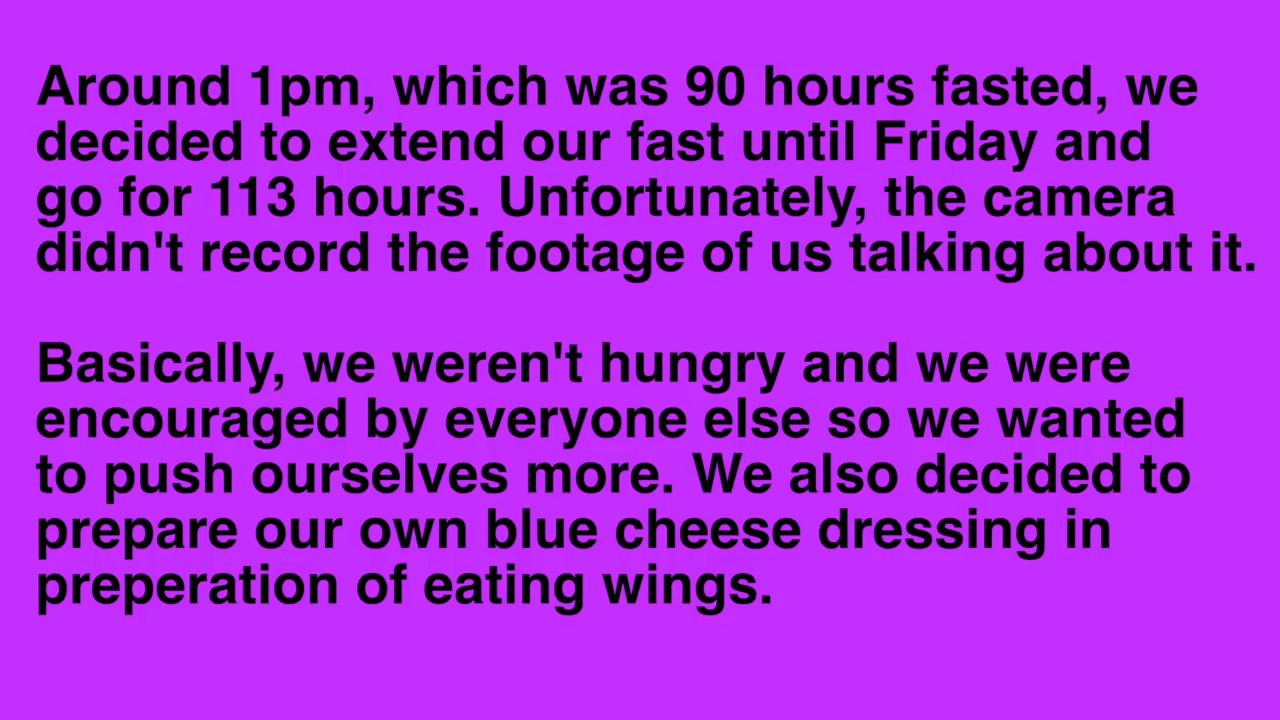 Around 1pm, which was 90 hours fasted, we
decided to extend our fast until Friday and
go for 113 hours. Unfortunately, the camera
didn't record the footage of us talking about it.
Basically, we weren't hungry and we were
encouraged by everyone else so we wanted
to push ourselves more. We also decided to
prepare our own blue cheese dressing in
preperation of eating wings.